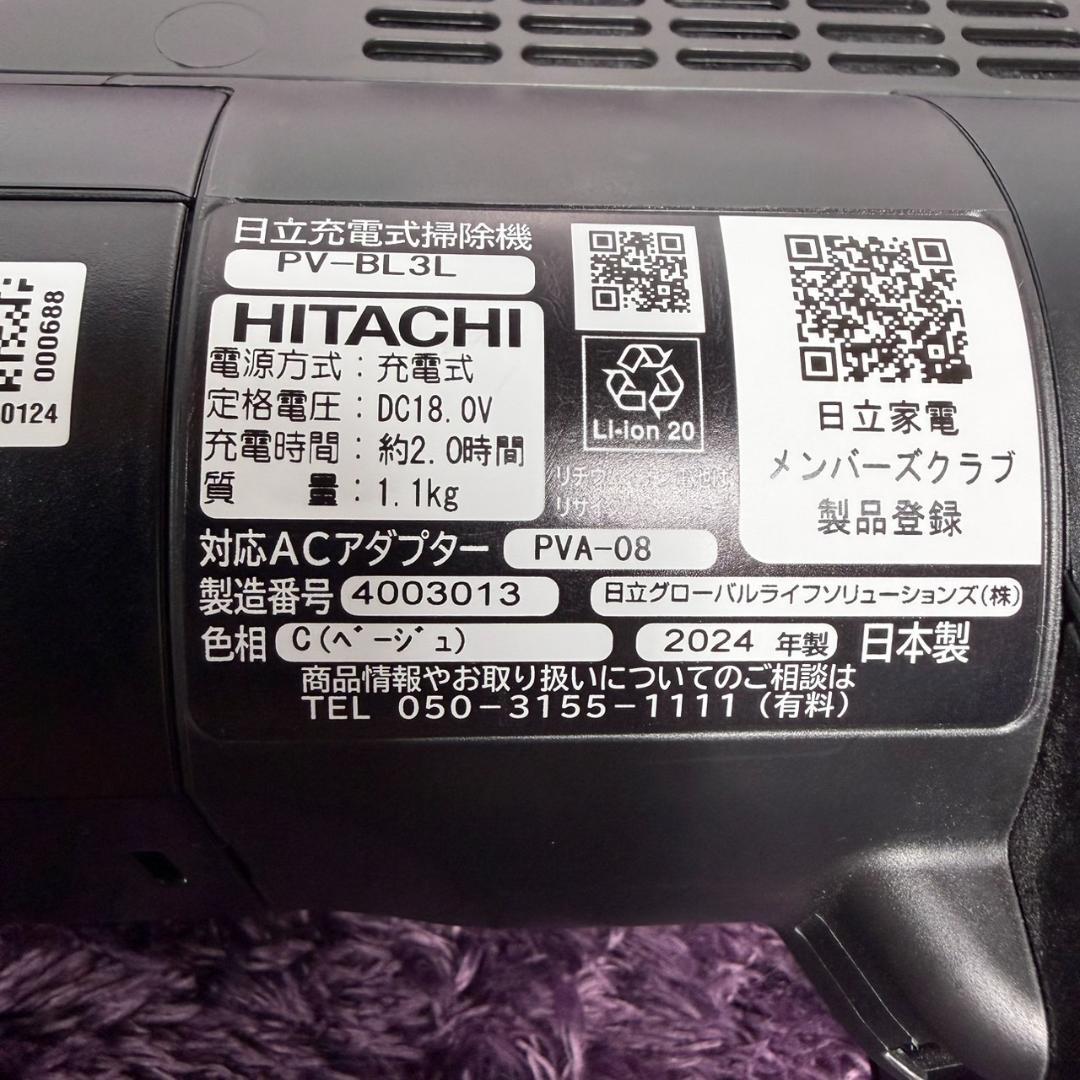 日立充電式掃除機
PV-BL3L
HITACHI
電源方式：充電式
定格電圧：DC18.0V
充電時間：約2.0時間
質　　量：1.1kg
Li-ion 20
対応ACアダプター PVA-08
製造番号 4003013 日立グローバルライフソリューションズ(株)
色相 C(ベージュ) 2024 年製 日本製
商品情報やお取り扱いについてのご相談は
TEL 050-3155-1111（有料）
日立家電
メンバーズクラブ
製品登録
000688
0124